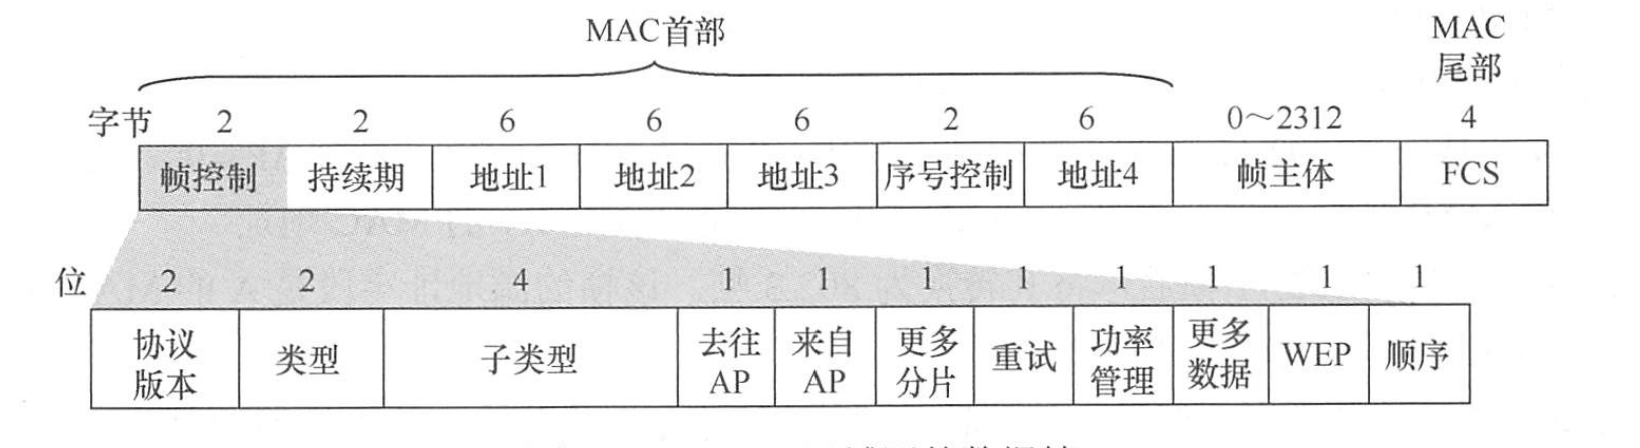 MAC首部
MAC
尾部
字节 2 2 6 6 6 2 6 0～2312 4
帧控制 持续期 地址1 地址2 地址3 序号控制 地址4 帧主体 FCS
位 2 2 4 1 1 1 1 1 1 1 1
协议版本 类型 子类型 去往AP 来自AP 更多分片 重试 功率管理 更多数据 WEP 顺序